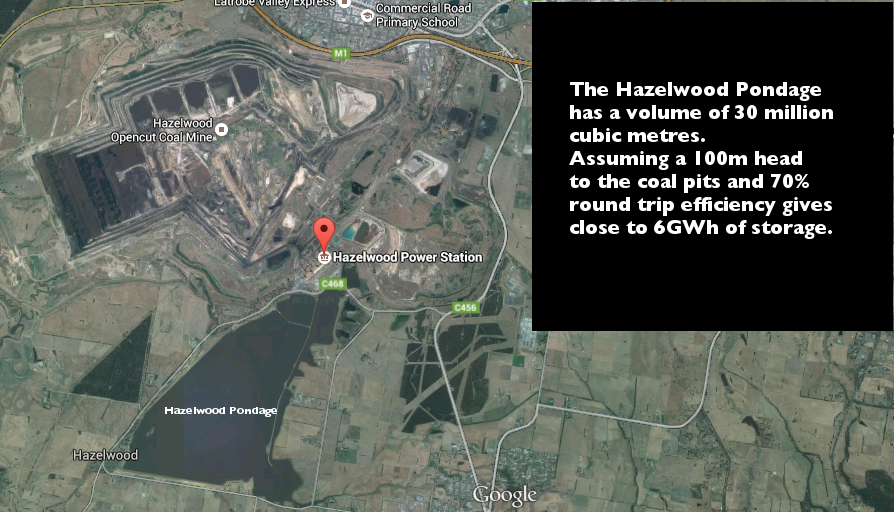 Latrobe Valley Express
Commercial Road
Primary School
M1
Hazelwood
Opencut Coal Mine
Hazelwood Power Station
C468
C456
Hazelwood Pondage
Hazelwood
Google
The Hazelwood Pondage
has a volume of 30 million
cubic metres.
Assuming a 100m head
to the coal pits and 70%
round trip efficiency gives
close to 6GWh of storage.